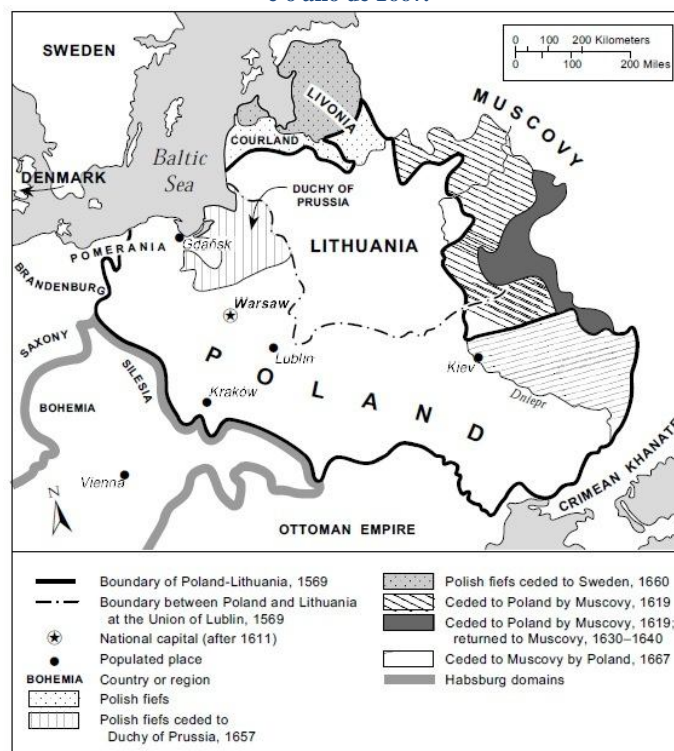 e o ano de 2007.
SWEDEN
0 100 200 Kilometers
0 100 200 Miles
MUSCOVY
LIVONIA
COURLAND
Baltic
Sea
DENMARK
DUCHY OF
PRUSSIA
LITHUANIA
POMERANIA
Gdańsk
BRANDENBURG
Warsaw
SAXONY
Lublin
POLAND
Kiev
SILESIA
Kraków
Dniepr
BOHEMIA
Vienna
N
CRIMEAN KHANATE
OTTOMAN EMPIRE
Boundary of Poland-Lithuania, 1569
Boundary between Poland and Lithuania
at the Union of Lublin, 1569
National capital (after 1611)
Populated place
BOHEMIA Country or region
Polish fiefs
Polish fiefs ceded to
Duchy of Prussia, 1657
Polish fiefs ceded to Sweden, 1660
Ceded to Poland by Muscovy, 1619
Ceded to Poland by Muscovy, 1619;
returned to Muscovy, 1630–1640
Ceded to Muscovy by Poland, 1667
Habsburg domains